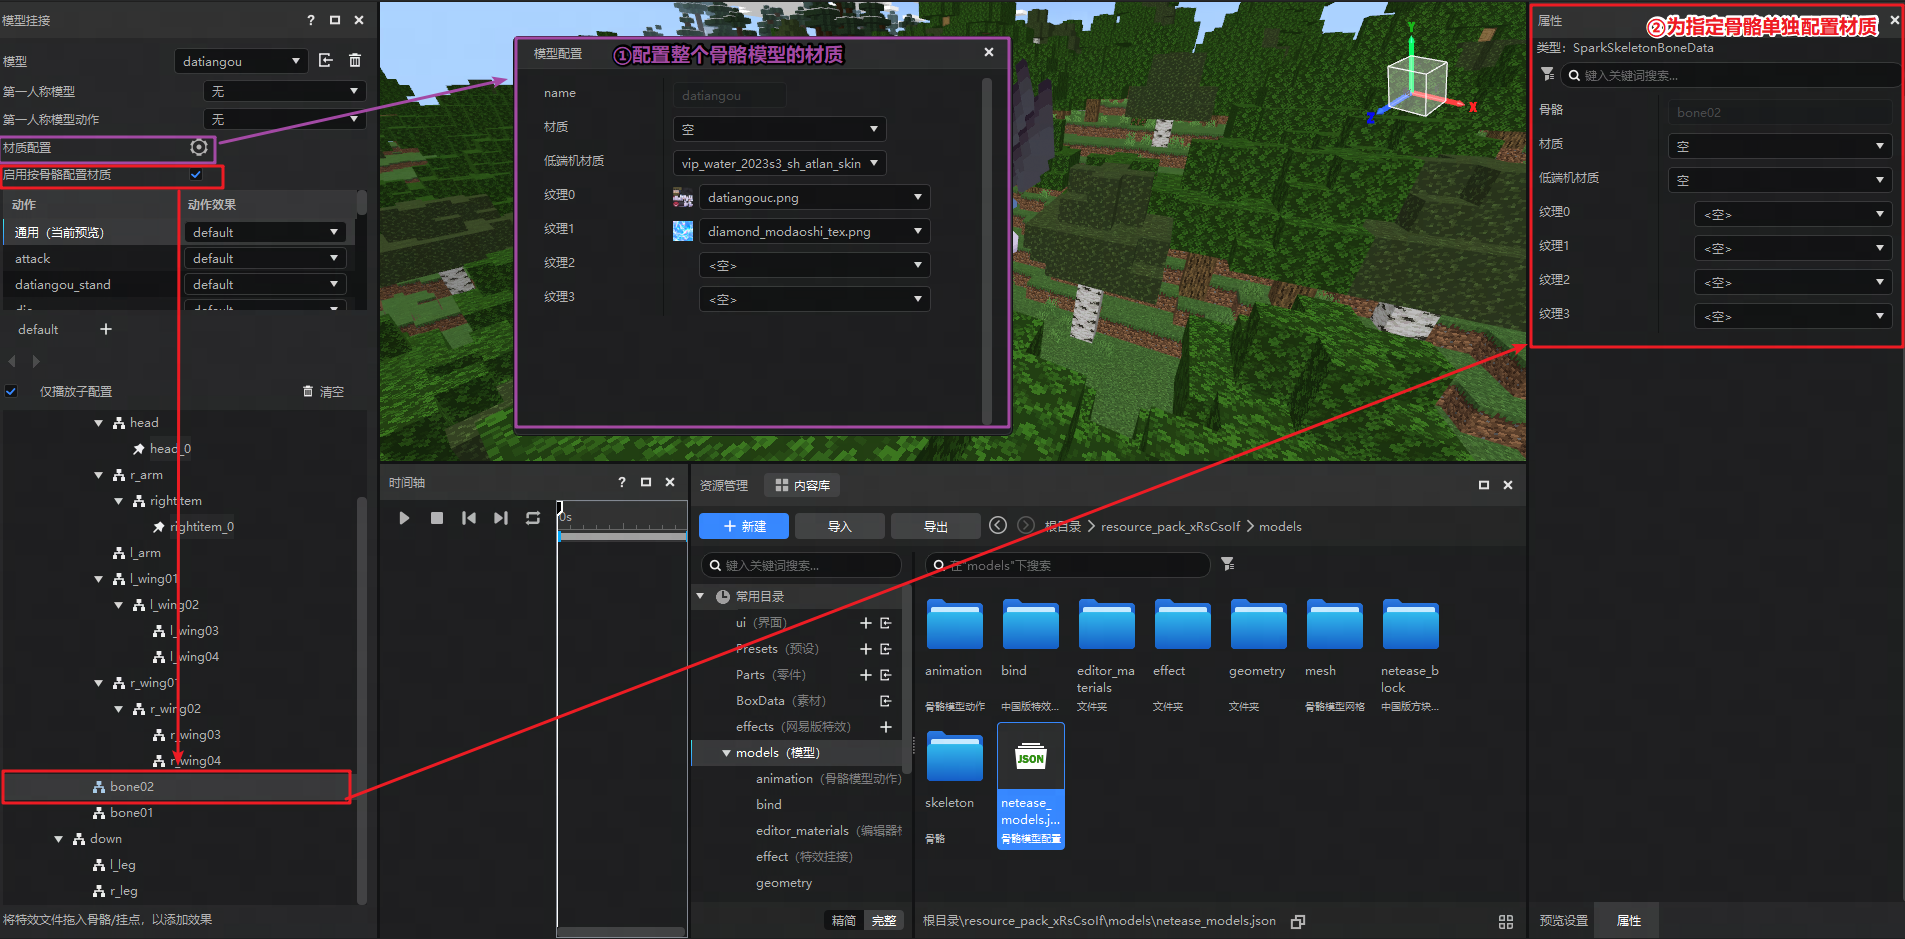 模型挂接
?
模型
datiangou
第一人称模型
无
第一人称模型动作
无
材质配置
启用按骨骼配置材质
动作
动作效果
通用（当前预览）
default
attack
default
datiangou_stand
default
default
default
仅播放子配置
清空
head
head_0
r_arm
rightitem
rightitem_0
l_arm
l_wing01
l_wing02
l_wing03
l_wing04
r_wing01
r_wing02
r_wing03
r_wing04
bone02
bone01
down
l_leg
r_leg
将特效文件拖入骨骼/挂点，以添加效果
模型配置
①配置整个骨骼模型的材质
name
datiangou
材质
空
低端机材质
vip_water_2023s3_sh_atlan_skin
纹理0
datiangouc.png
纹理1
diamond_modaoshi_tex.png
纹理2
<空>
纹理3
<空>
Y
X
Z
时间轴
?
0s
资源管理
内容库
新建
导入
导出
根目录
resource_pack_xRsCsoIf
models
键入关键词搜索...
在"models"下搜索
常用目录
ui（界面）
Presets（预设）
Parts（零件）
BoxData（素材）
effects（网易版特效）
models（模型）
animation（骨骼模型动作）
bind
editor_materials（编辑器材
effect（特效挂接）
geometry
精简
完整
animation
骨骼模型动作
bind
中国版特效...
editor_ma
terials
文件夹
effect
文件夹
geometry
文件夹
mesh
骨骼模型网格
netease_b
lock
中国版方块...
skeleton
骨骼
JSON
netease_
models.j...
骨骼模型配置
根目录\resource_pack_xRsCsoIf\models\netease_models.json
属性
②为指定骨骼单独配置材质
类型：SparkSkeletonBoneData
键入关键词搜索...
骨骼
bone02
材质
空
低端机材质
空
纹理0
<空>
纹理1
<空>
纹理2
<空>
纹理3
<空>
预览设置
属性